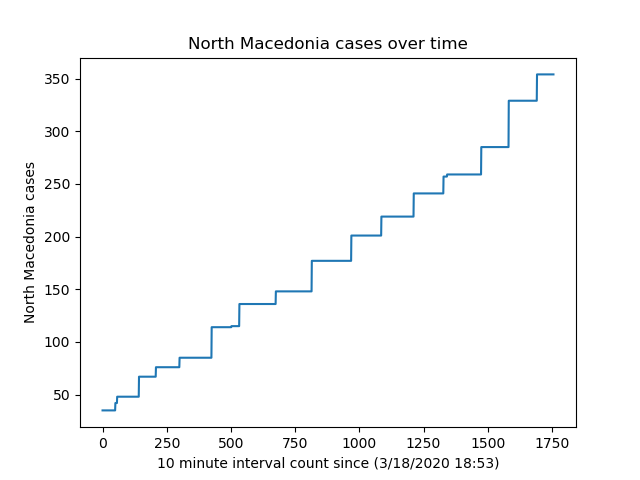 North Macedonia cases over time
North Macedonia cases
350
300
250
200
150
100
50
0 250 500 750 1000 1250 1500 1750
10 minute interval count since (3/18/2020 18:53)